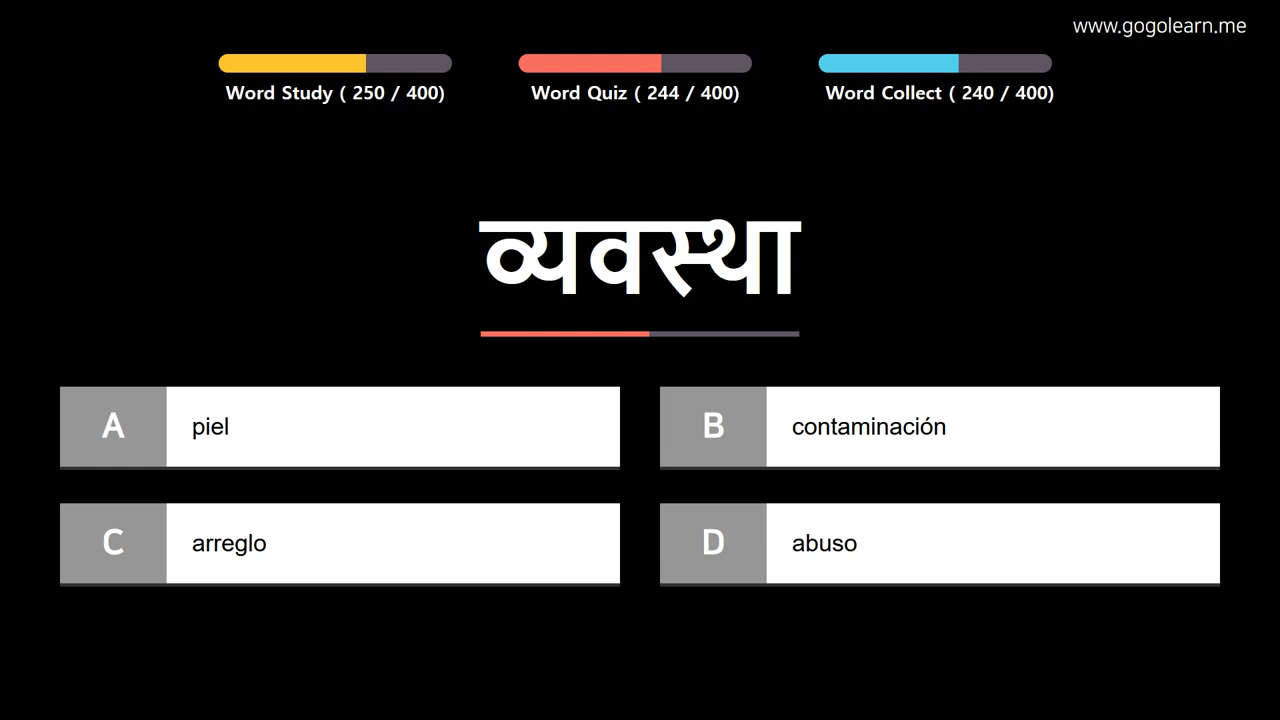 www.gogolearn.me
Word Study ( 250 / 400)
Word Quiz ( 244 / 400)
Word Collect ( 240 / 400)
व्यवस्था
A piel
B contaminación
C arreglo
D abuso